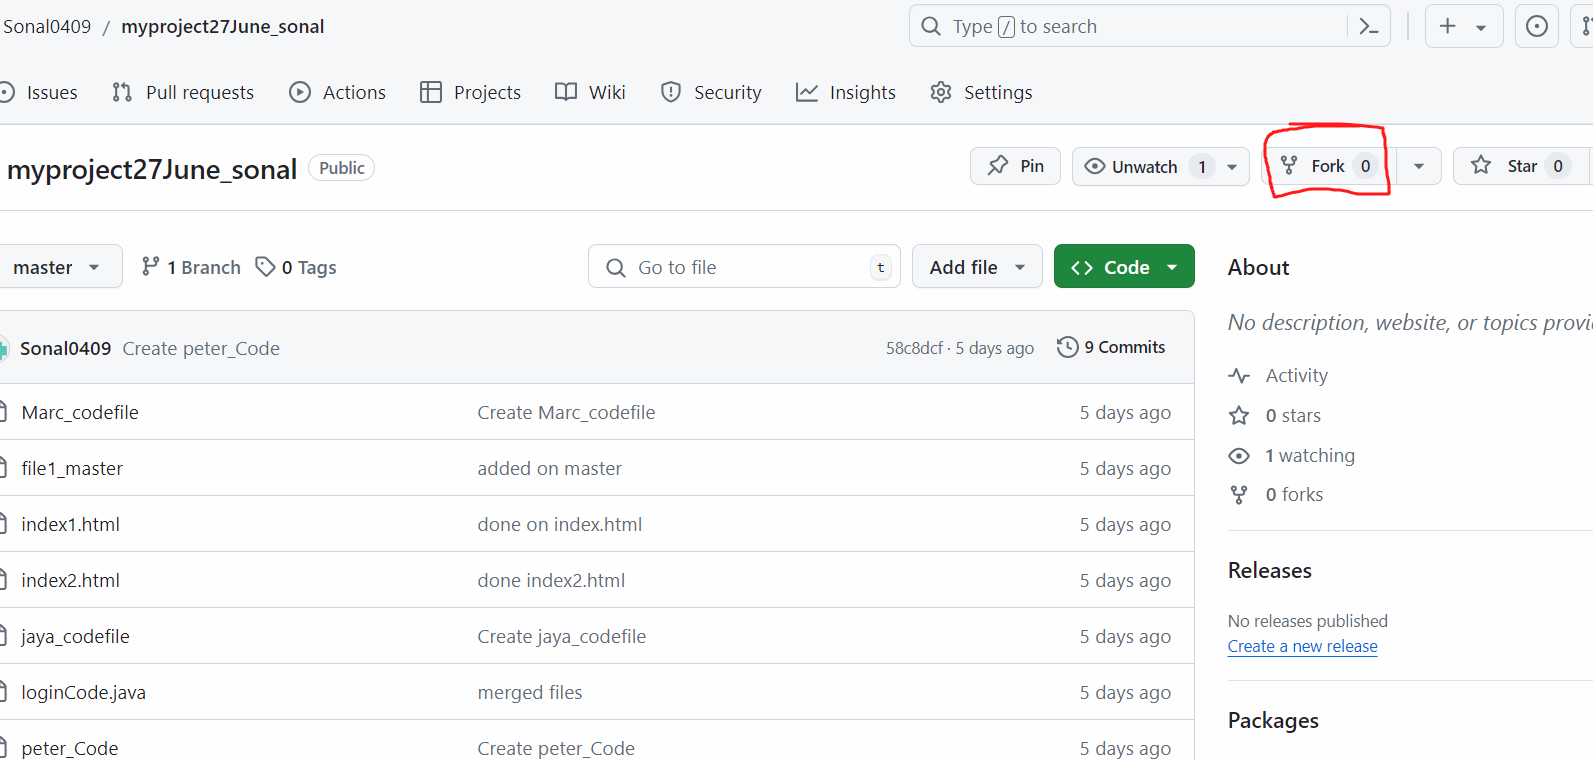 Sonal0409 / myproject27June_sonal
Type / to search
Issues Pull requests Actions Projects Wiki Security Insights Settings
myproject27June_sonal Public
Pin Unwatch 1 Fork 0 Star 0
master 1 Branch 0 Tags Go to file t Add file <> Code
Sonal0409 Create peter_Code 58c8dcf · 5 days ago 9 Commits
Marc_codefile Create Marc_codefile 5 days ago
file1_master added on master 5 days ago
index1.html done on index.html 5 days ago
index2.html done index2.html 5 days ago
jaya_codefile Create jaya_codefile 5 days ago
loginCode.java merged files 5 days ago
peter_Code Create peter_Code 5 days ago
About
No description, website, or topics provi
Activity
0 stars
1 watching
0 forks
Releases
No releases published
Create a new release
Packages